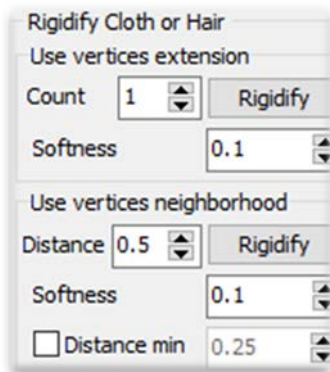 Rigidify Cloth or Hair
Use vertices extension
Count 1 Rigidify
Softness 0.1
Use vertices neighborhood
Distance 0.5 Rigidify
Softness 0.1
Distance min 0.25